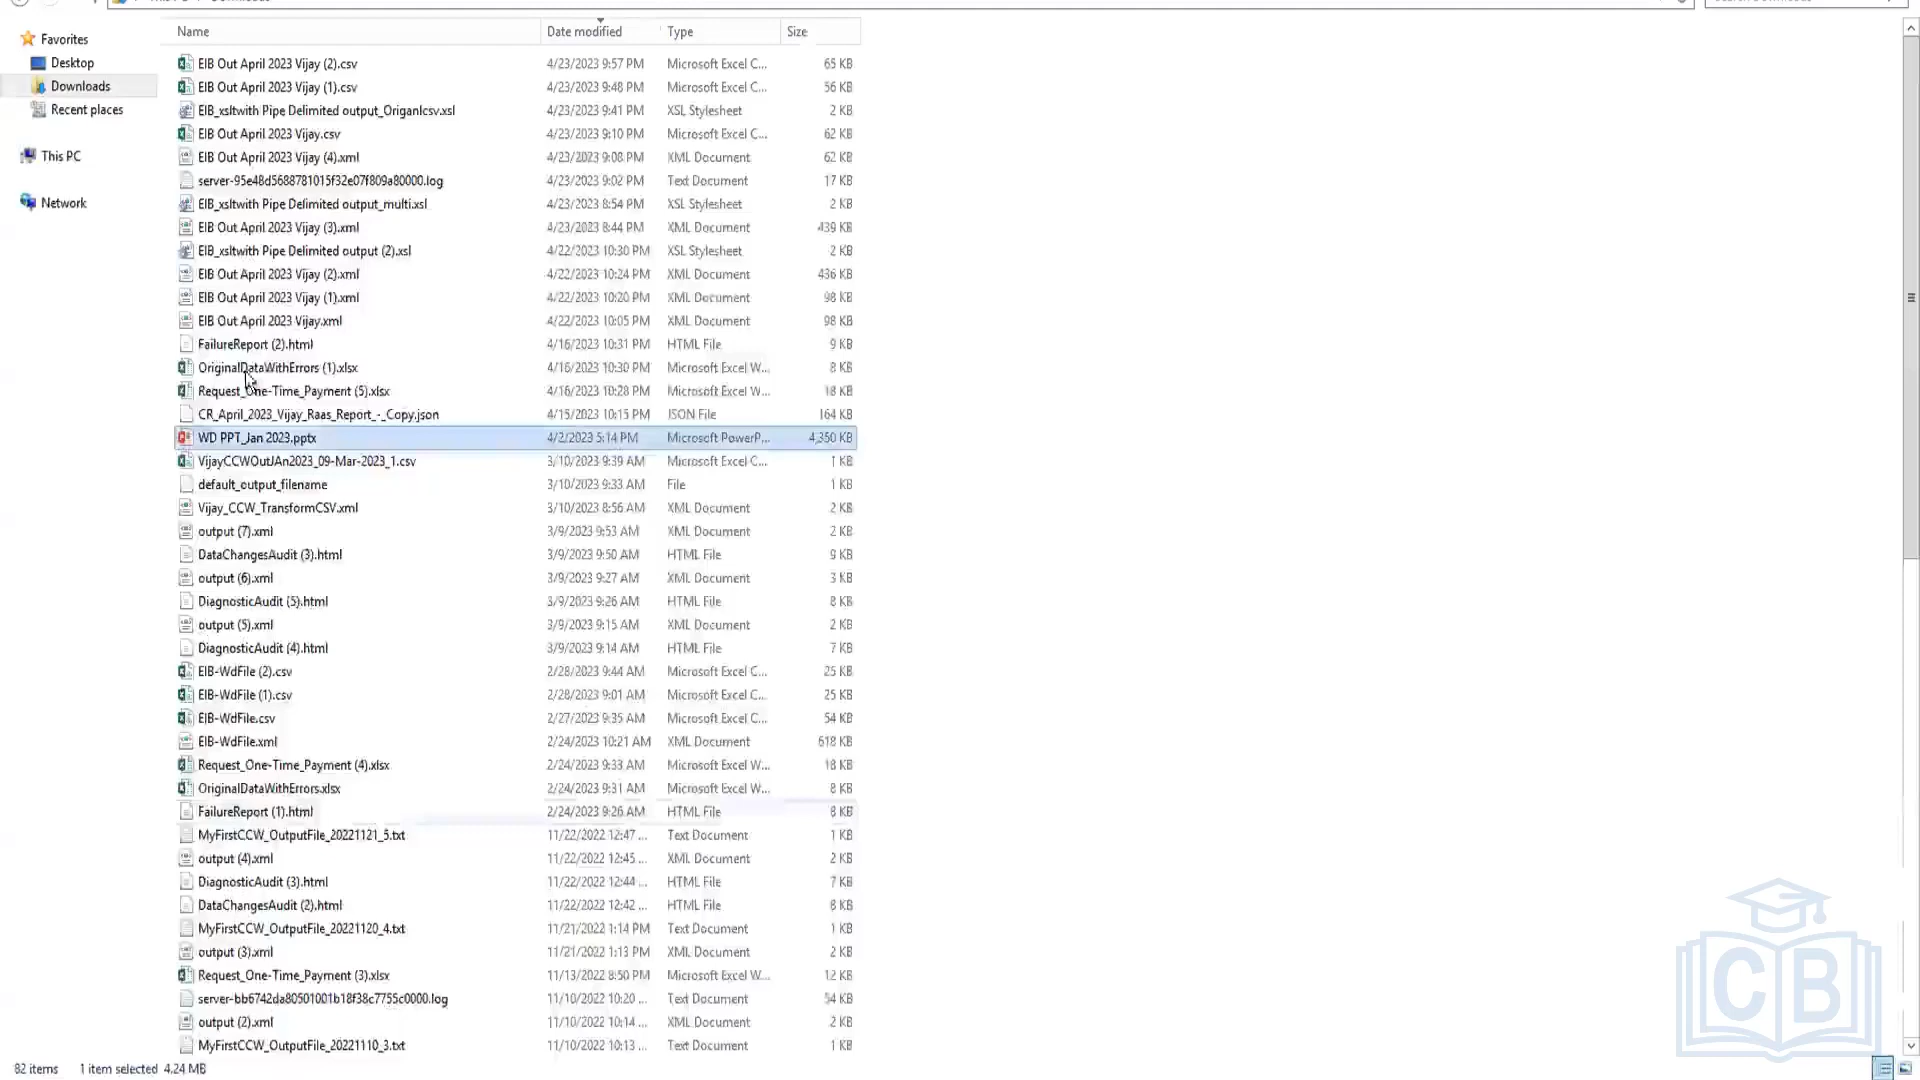 Name Date modified Type Size
Favorites
Desktop
Downloads
Recent places
This PC
Network
EIB Out April 2023 Vijay (2).csv 4/23/2023 9:57 PM Microsoft Excel C... 65 KB
EIB Out April 2023 Vijay (1).csv 4/23/2023 9:48 PM Microsoft Excel C... 56 KB
EIB_xsltwith Pipe Delimited output_Origanlcsv.xsl 4/23/2023 9:41 PM XSL Stylesheet 2 KB
EIB Out April 2023 Vijay.csv 4/23/2023 9:10 PM Microsoft Excel C... 62 KB
EIB Out April 2023 Vijay (4).xml 4/23/2023 9:08 PM XML Document 62 KB
server-95e48d5688781015f32e07f809a80000.log 4/23/2023 9:02 PM Text Document 17 KB
EIB_xsltwith Pipe Delimited output_multi.xsl 4/23/2023 8:54 PM XSL Stylesheet 2 KB
EIB Out April 2023 Vijay (3).xml 4/23/2023 8:44 PM XML Document 439 KB
EIB_xsltwith Pipe Delimited output (2).xsl 4/22/2023 10:30 PM XSL Stylesheet 2 KB
EIB Out April 2023 Vijay (2).xml 4/22/2023 10:24 PM XML Document 436 KB
EIB Out April 2023 Vijay (1).xml 4/22/2023 10:20 PM XML Document 98 KB
EIB Out April 2023 Vijay.xml 4/22/2023 10:05 PM XML Document 98 KB
FailureReport (2).html 4/16/2023 10:31 PM HTML File 9 KB
OriginalDataWithErrors (1).xlsx 4/16/2023 10:30 PM Microsoft Excel W... 8 KB
Request_One-Time_Payment (5).xlsx 4/16/2023 10:28 PM Microsoft Excel W... 18 KB
CR_April_2023_Vijay_Raas_Report_-_Copy.json 4/15/2023 10:15 PM JSON File 164 KB
WD PPT_Jan 2023.pptx 4/2/2023 5:14 PM Microsoft PowerP... 4,350 KB
VijayCCWOutJAn2023_09-Mar-2023_1.csv 3/10/2023 9:39 AM Microsoft Excel C... 1 KB
default_output_filename 3/10/2023 9:33 AM File 1 KB
Vijay_CCW_TransformCSV.xml 3/10/2023 8:56 AM XML Document 2 KB
output (7).xml 3/9/2023 9:53 AM XML Document 2 KB
DataChangesAudit (3).html 3/9/2023 9:50 AM HTML File 9 KB
output (6).xml 3/9/2023 9:27 AM XML Document 3 KB
DiagnosticAudit (5).html 3/9/2023 9:26 AM HTML File 8 KB
output (5).xml 3/9/2023 9:15 AM XML Document 2 KB
DiagnosticAudit (4).html 3/9/2023 9:14 AM HTML File 7 KB
EIB-WdFile (2).csv 2/28/2023 9:44 AM Microsoft Excel C... 25 KB
EIB-WdFile (1).csv 2/28/2023 9:01 AM Microsoft Excel C... 25 KB
EIB-WdFile.csv 2/27/2023 9:35 AM Microsoft Excel C... 54 KB
EIB-WdFile.xml 2/24/2023 10:21 AM XML Document 618 KB
Request_One-Time_Payment (4).xlsx 2/24/2023 9:33 AM Microsoft Excel W... 18 KB
OriginalDataWithErrors.xlsx 2/24/2023 9:31 AM Microsoft Excel W... 8 KB
FailureReport (1).html 2/24/2023 9:26 AM HTML File 8 KB
MyFirstCCW_OutputFile_20221121_5.txt 11/22/2022 12:47 ... Text Document 1 KB
output (4).xml 11/22/2022 12:45 ... XML Document 2 KB
DiagnosticAudit (3).html 11/22/2022 12:44 ... HTML File 7 KB
DataChangesAudit (2).html 11/22/2022 12:42 ... HTML File 8 KB
MyFirstCCW_OutputFile_20221120_4.txt 11/21/2022 1:14 PM Text Document 1 KB
output (3).xml 11/21/2022 1:13 PM XML Document 2 KB
Request_One-Time_Payment (3).xlsx 11/13/2022 8:50 PM Microsoft Excel W... 12 KB
server-bb6742da80501001b18f38c7755c0000.log 11/10/2022 10:20 ... Text Document 54 KB
output (2).xml 11/10/2022 10:14 ... XML Document 2 KB
MyFirstCCW_OutputFile_20221110_3.txt 11/10/2022 10:13 ... Text Document 1 KB
82 items 1 item selected 4.24 MB
CB